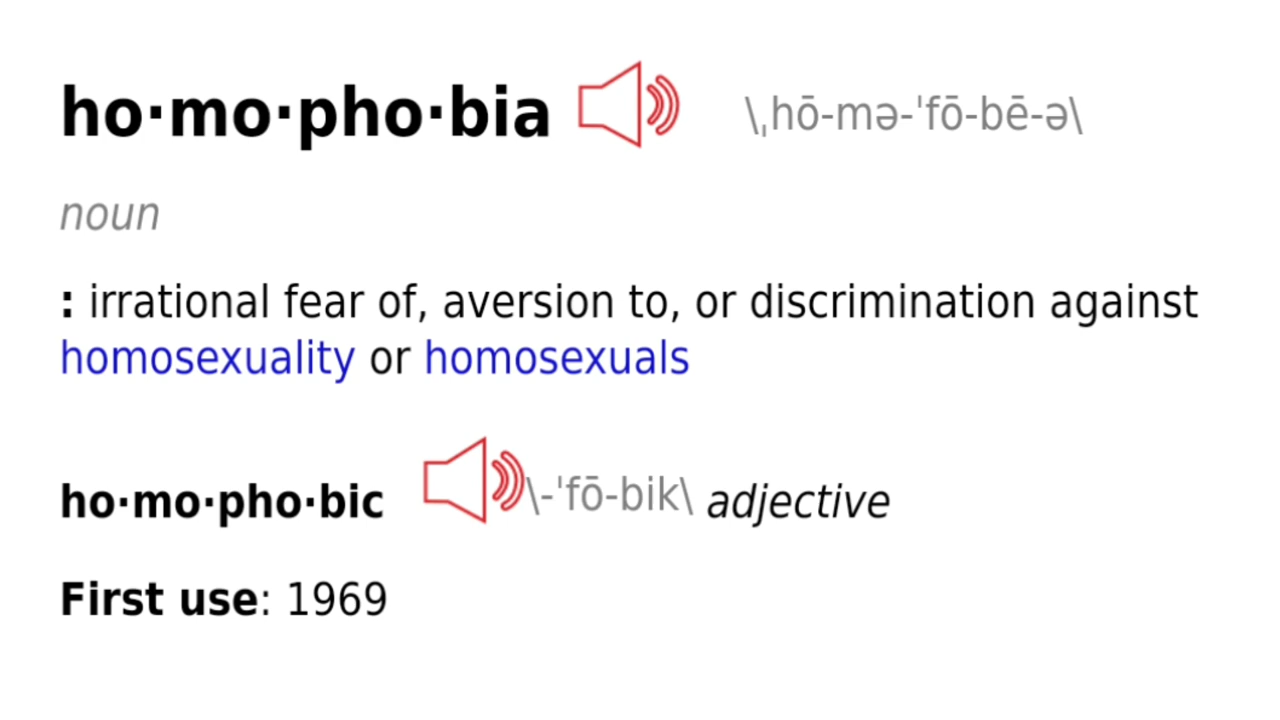 ho·mo·pho·bia \ˌhō-mə-ˈfō-bē-ə\
noun
: irrational fear of, aversion to, or discrimination against
homosexuality or homosexuals
ho·mo·pho·bic \-ˈfō-bik\ adjective
First use: 1969